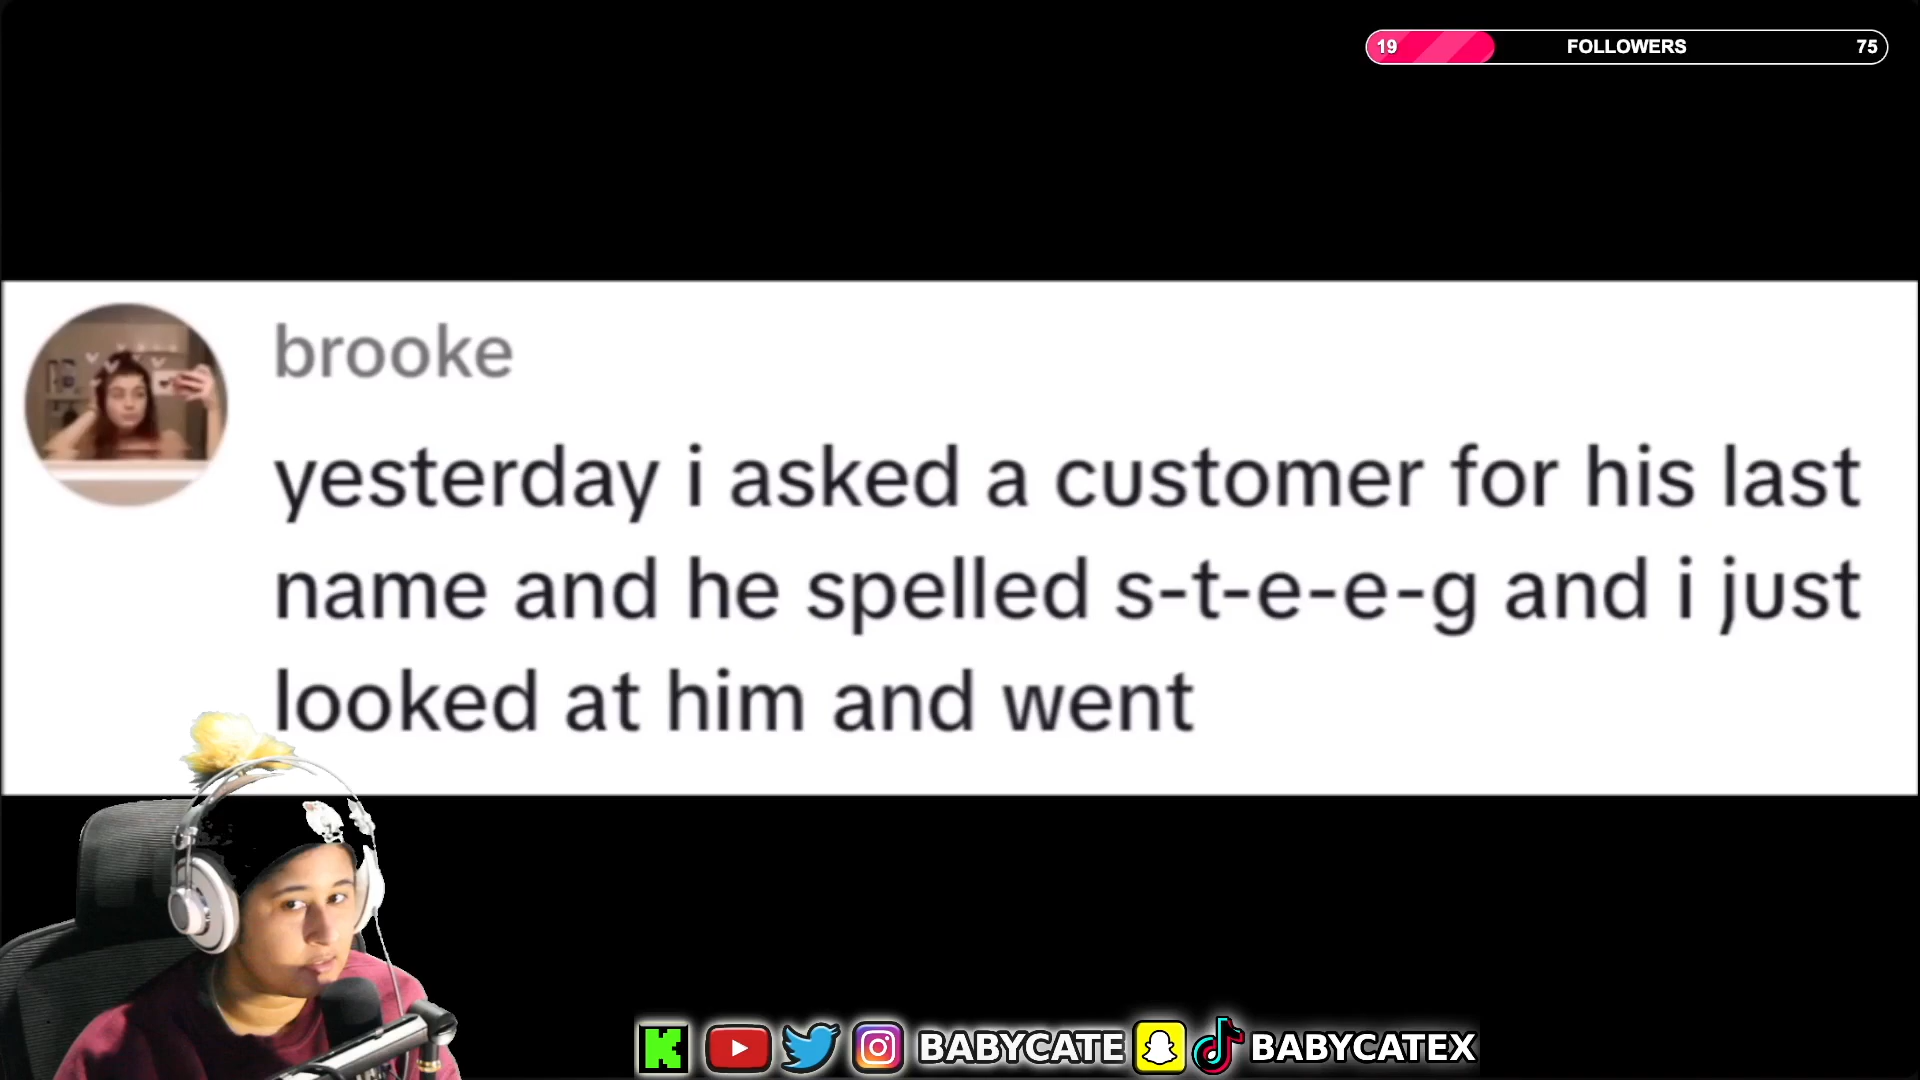 19 FOLLOWERS 75
brooke
yesterday i asked a customer for his last
name and he spelled s-t-e-e-g and i just
looked at him and went
BABYCATE BABYCATEX